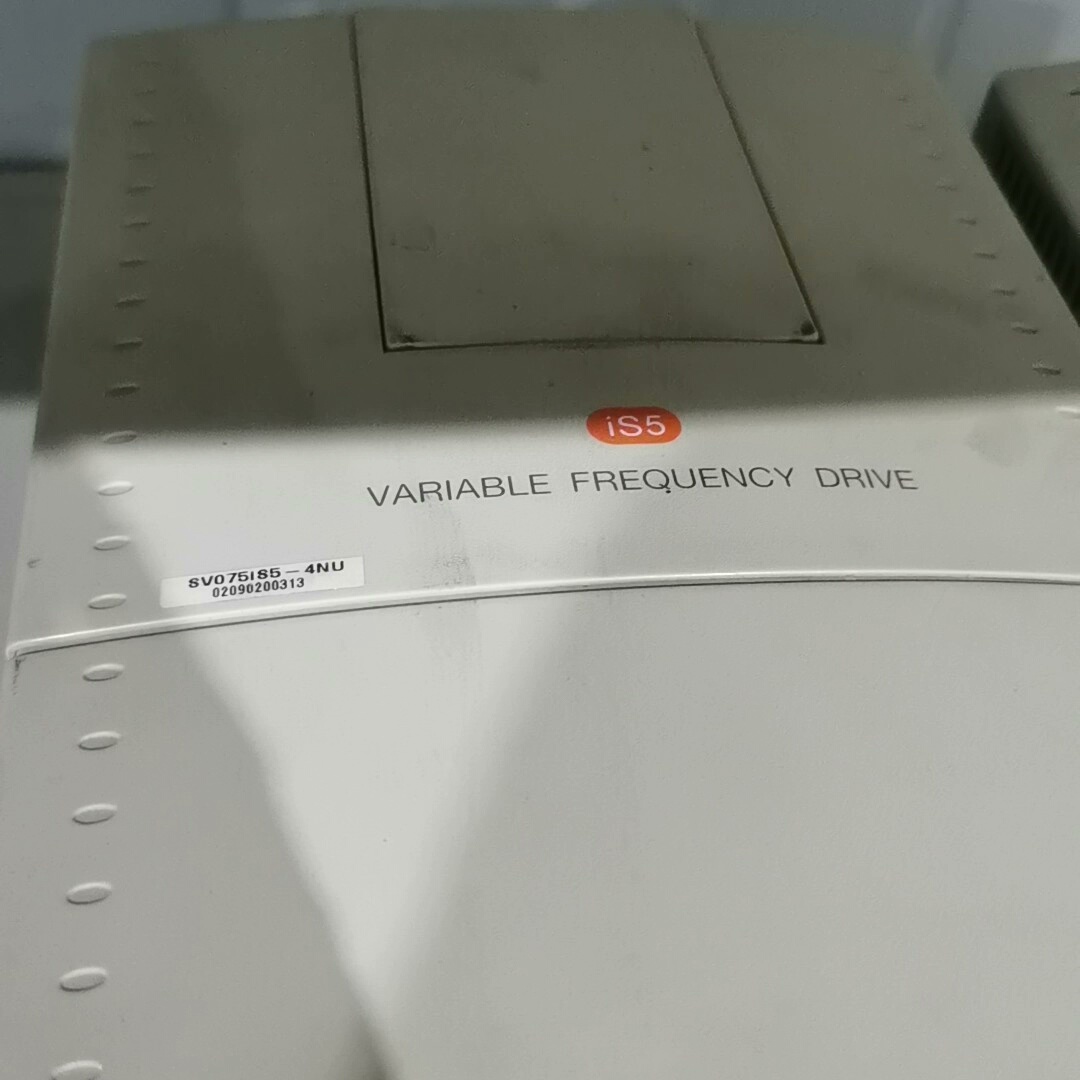 iS5
VARIABLE FREQUENCY DRIVE
SV075IS5-4NU
02090200313